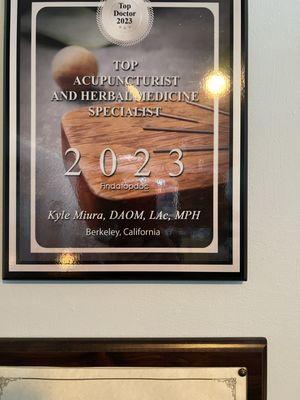 Top
Doctor
2023
TOP
ACUPUNCTURIST
AND HERBAL MEDICINE
SPECIALIST
2023
Findatopdoc
Kyle Miura, DAOM, LAc, MPH
Berkeley, California